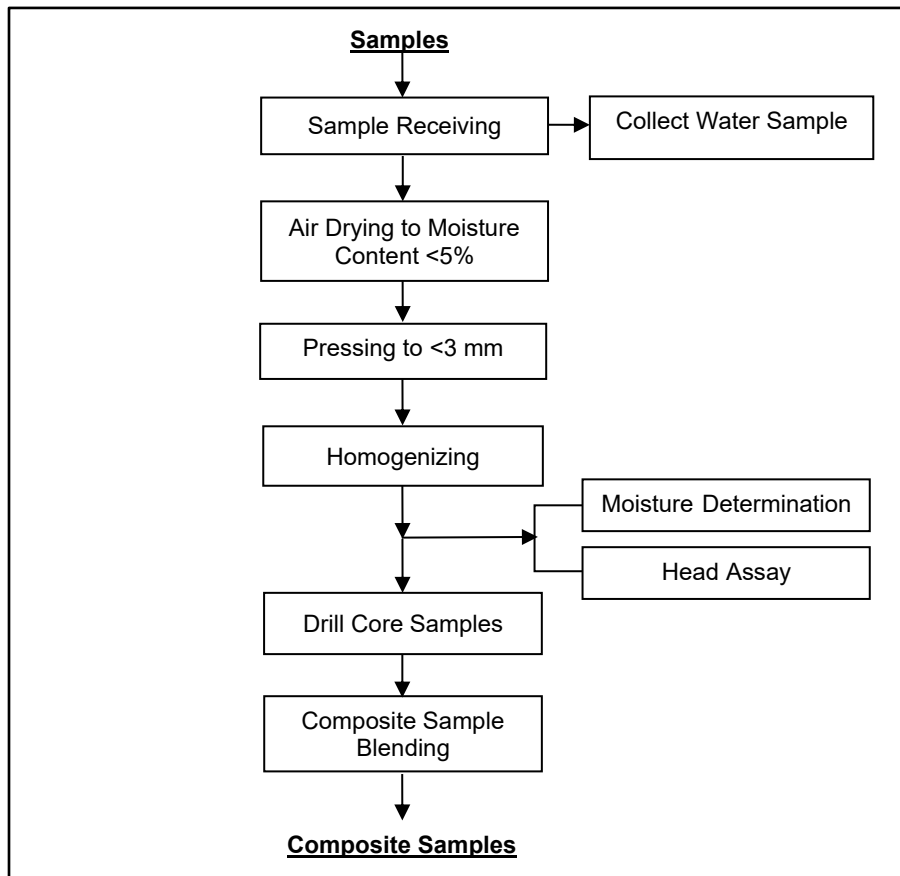 Samples
Sample Receiving
Collect Water Sample
Air Drying to Moisture
Content <5%
Pressing to <3 mm
Homogenizing
Moisture Determination
Head Assay
Drill Core Samples
Composite Sample
Blending
Composite Samples